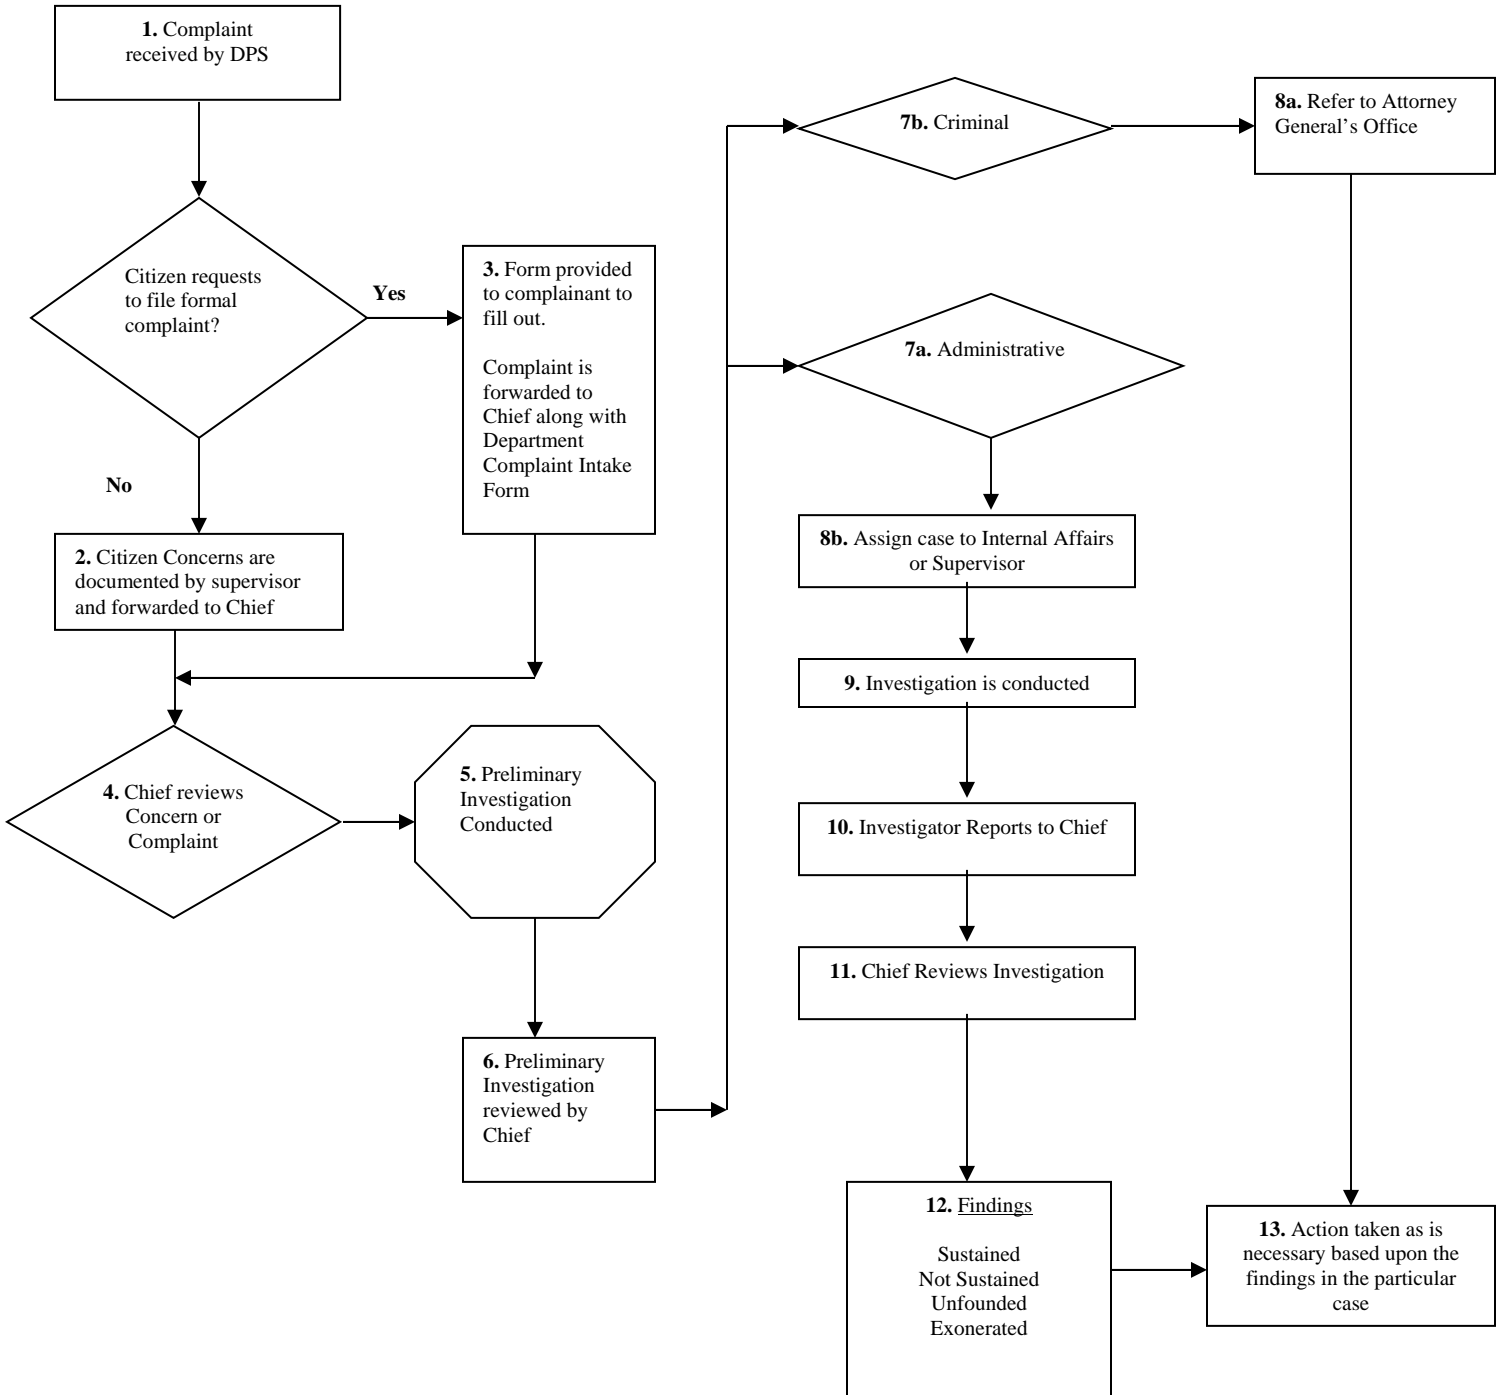 1. Complaint
received by DPS
Citizen requests
to file formal
complaint?
Yes
No
3. Form provided
to complainant to
fill out.
Complaint is
forwarded to
Chief along with
Department
Complaint Intake
Form
2. Citizen Concerns are
documented by supervisor
and forwarded to Chief
4. Chief reviews
Concern or
Complaint
5. Preliminary
Investigation
Conducted
6. Preliminary
Investigation
reviewed by
Chief
7b. Criminal
8a. Refer to Attorney
General’s Office
7a. Administrative
8b. Assign case to Internal Affairs
or Supervisor
9. Investigation is conducted
10. Investigator Reports to Chief
11. Chief Reviews Investigation
12. Findings
Sustained
Not Sustained
Unfounded
Exonerated
13. Action taken as is
necessary based upon the
findings in the particular
case